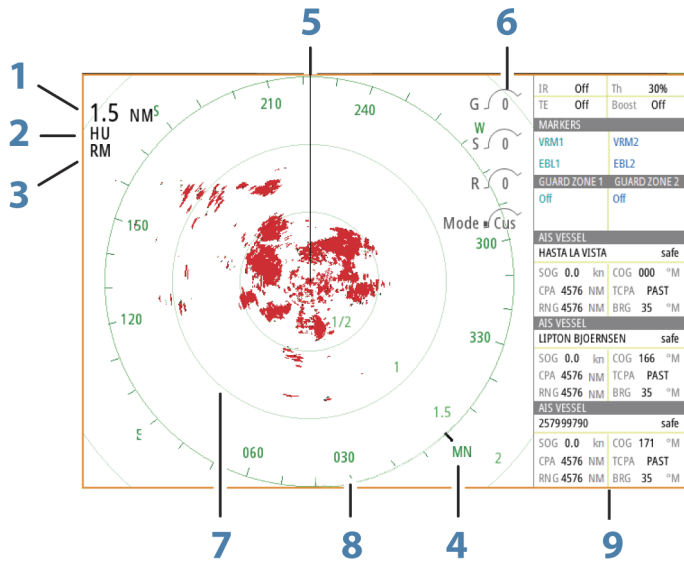 5
6
1
2
3
1.5 NM
HU
RM
S
210
240
W
G 0
S 0
R 0
Mode Cus
300
150
120
330
1/2
1
1.5
2
E
060
030
MN
IR Off Th 30%
TE Off Boost Off
MARKERS
VRM1 VRM2
EBL1 EBL2
GUARD ZONE 1 GUARD ZONE 2
Off Off
AIS VESSEL
HASTA LA VISTA safe
SOG 0.0 kn COG 000 °M
CPA 4576 NM TCPA PAST
RNG 4576 NM BRG 35 °M
AIS VESSEL
LIPTON BJOERNSEN safe
SOG 0.0 kn COG 166 °M
CPA 4576 NM TCPA PAST
RNG 4576 NM BRG 35 °M
AIS VESSEL
257999790 safe
SOG 0.0 kn COG 171 °M
CPA 4576 NM TCPA PAST
RNG 4576 NM BRG 35 °M
7
8
4
9